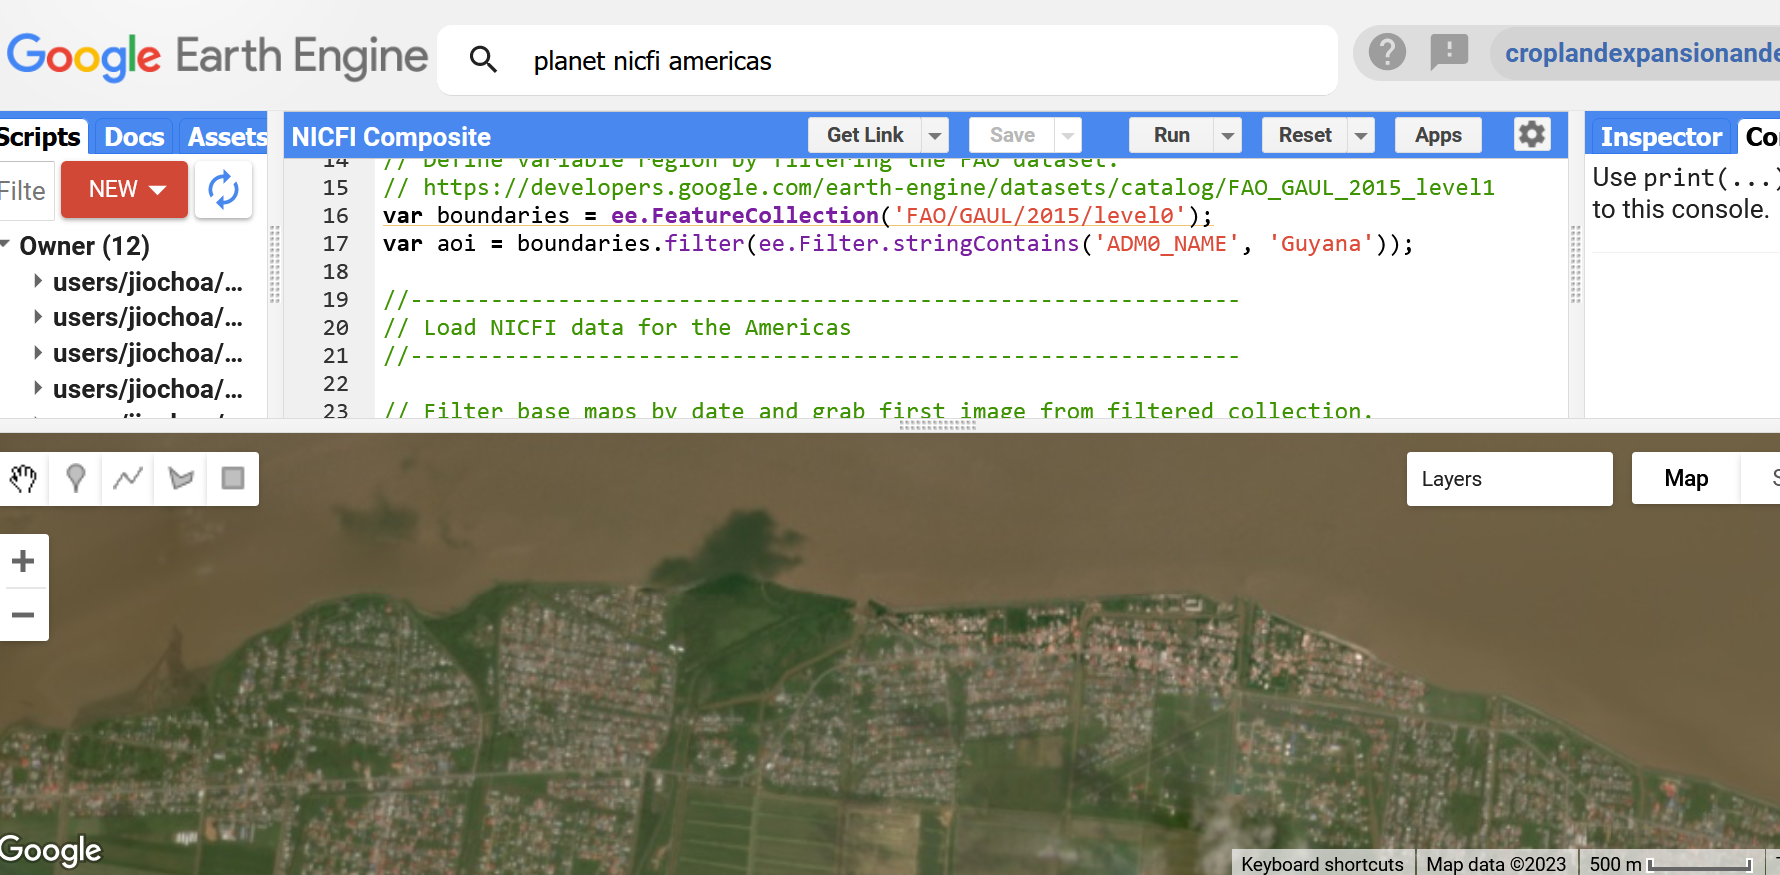 Google Earth Engine
planet nicfi americas
croplandexpansionande
Scripts Docs Assets
NICFI Composite
Get Link
Save
Run
Reset
Apps
Inspector
Co
Filte
NEW
Owner (12)
users/jiochoa/...
users/jiochoa/...
users/jiochoa/...
users/jiochoa/...
14 // Define variable region by filtering the FAO dataset.
15 // https://developers.google.com/earth-engine/datasets/catalog/FAO_GAUL_2015_level1
16 var boundaries = ee.FeatureCollection('FAO/GAUL/2015/level0');
17 var aoi = boundaries.filter(ee.Filter.stringContains('ADM0_NAME', 'Guyana'));
18
19 //--------------------------------------------------------------
20 // Load NICFI data for the Americas
21 //--------------------------------------------------------------
22
23 // Filter base maps by date and grab first image from filtered collection.
Use print(...)
to this console.
Layers
Map
S
Google
Keyboard shortcuts
Map data ©2023
500 m
T